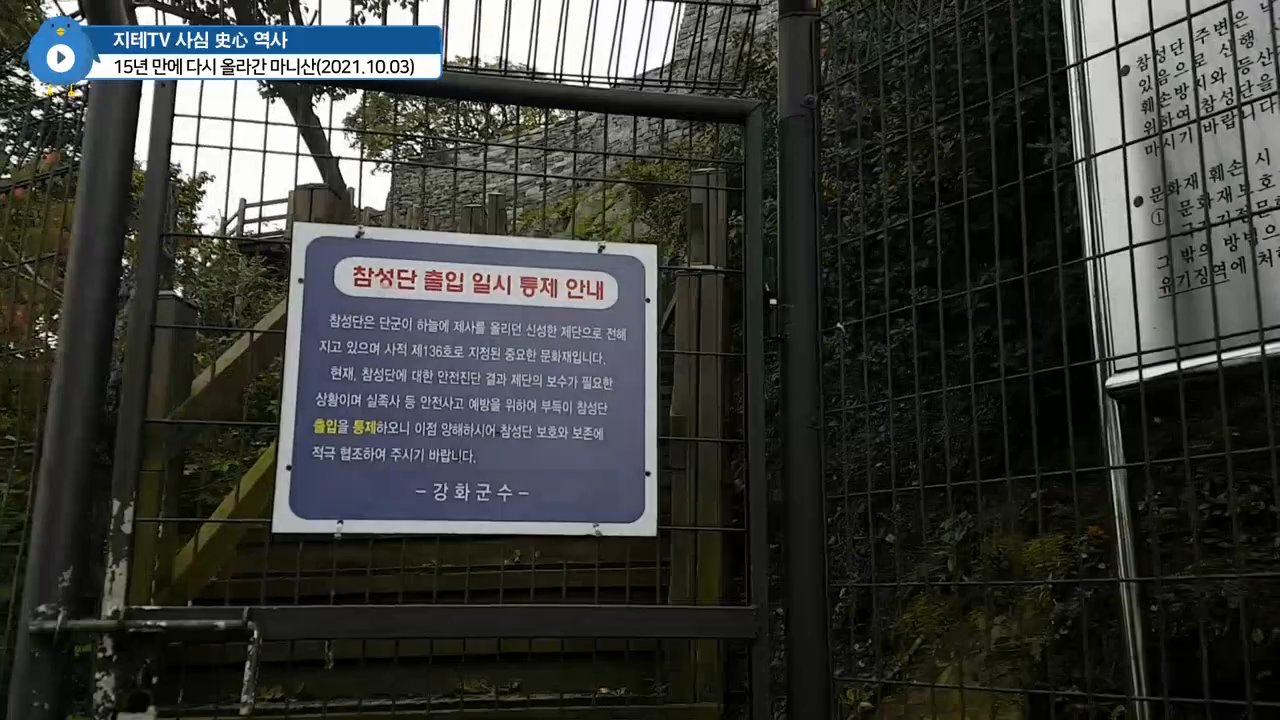 지테TV 사심 史心 역사
15년 만에 다시 올라간 마니산(2021.10.03)
참성단 출입 일시 통제 안내
참성단은 단군이 하늘에 제사를 올리던 신성한 제단으로 전해
지고 있으며 사적 제136호로 지정된 중요한 문화재입니다.
현재, 참성단에 대한 안전진단 결과 제단의 보수가 필요한
상황이며 실족사 등 안전사고 예방을 위하여 부득이 참성단
출입을 통제하오니 이점 양해하시어 참성단 보호와 보존에
적극 협조하여 주시기 바랍니다.
- 강 화 군 수 -
● 참성단 주변은
있음으로 신행
훼손방지와 등산
위하여 참성단을
마시기 바랍니다
● 문화재 훼손 시
① 문화재보호
국가지정문
그 밖의 방법으
유기징역에 처